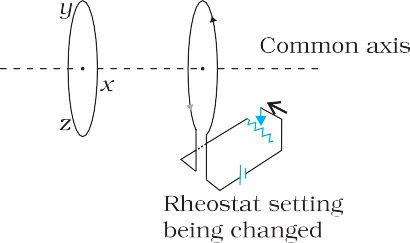 y
Common axis
x
z
Rheostat setting
being changed